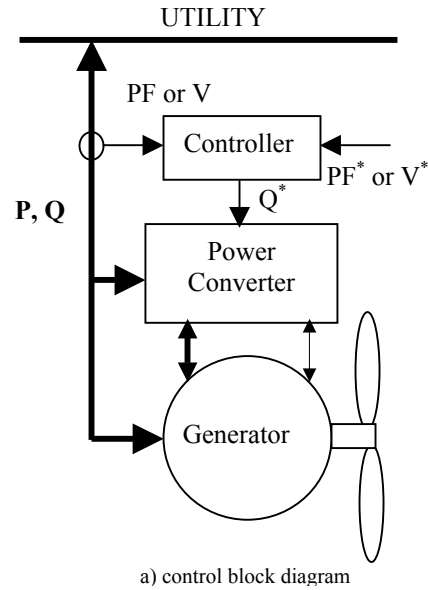 UTILITY
PF or V
Controller
PF* or V*
Q*
P, Q
Power
Converter
Generator
a) control block diagram